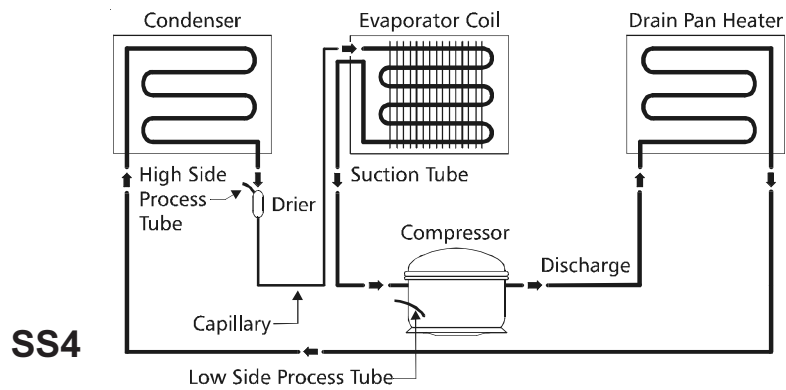 Condenser
Evaporator Coil
Drain Pan Heater
High Side
Process
Tube
Drier
Suction Tube
Compressor
Discharge
Capillary
SS4
Low Side Process Tube